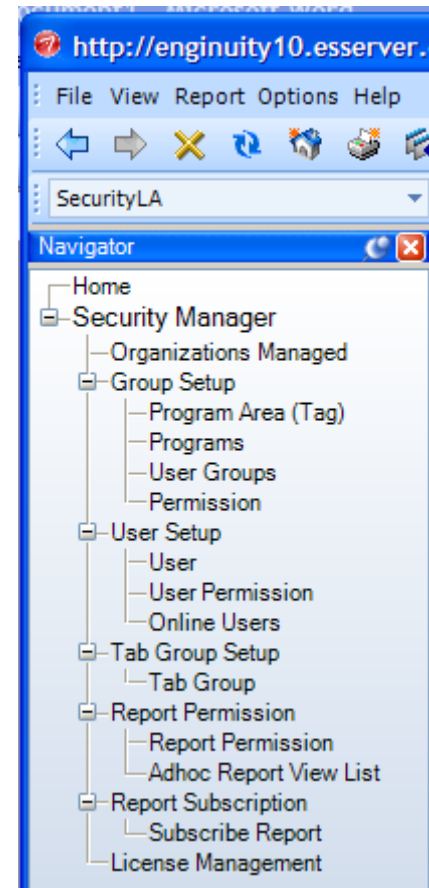 http://enginuity10.esserver.
File View Report Options Help
SecurityLA
Navigator
Home
Security Manager
Organizations Managed
Group Setup
Program Area (Tag)
Programs
User Groups
Permission
User Setup
User
User Permission
Online Users
Tab Group Setup
Tab Group
Report Permission
Report Permission
Adhoc Report View List
Report Subscription
Subscribe Report
License Management